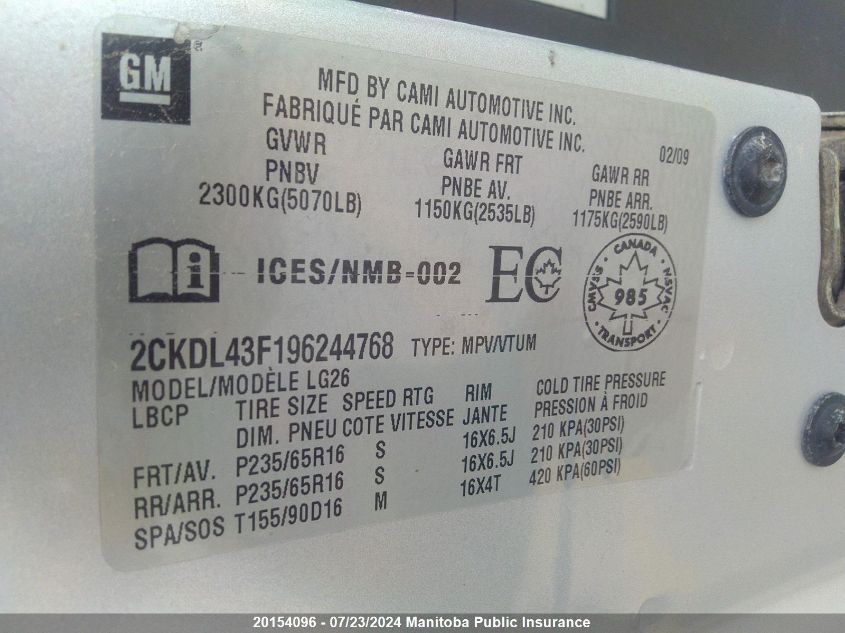 GM
MFD BY CAMI AUTOMOTIVE INC.
FABRIQUÉ PAR CAMI AUTOMOTIVE INC.
02/09
GVWR GAWR FRT GAWR RR
PNBV PNBE AV. PNBE ARR.
2300KG(5070LB) 1150KG(2535LB) 1175KG(2590LB)
i ICES/NMB-002 EC
CANADA
CMVSS 985 NSVAC
TRANSPORT
2CKDL43F196244768 TYPE: MPV/VTUM
MODEL/MODÈLE LG26
LBCP TIRE SIZE SPEED RTG RIM COLD TIRE PRESSURE
DIM. PNEU COTE VITESSE JANTE PRESSION À FROID
FRT/AV. P235/65R16 S 16X6.5J 210 KPA(30PSI)
RR/ARR. P235/65R16 S 16X6.5J 210 KPA(30PSI)
SPA/SOS T155/90D16 M 16X4T 420 KPA(60PSI)
20154096 - 07/23/2024 Manitoba Public Insurance